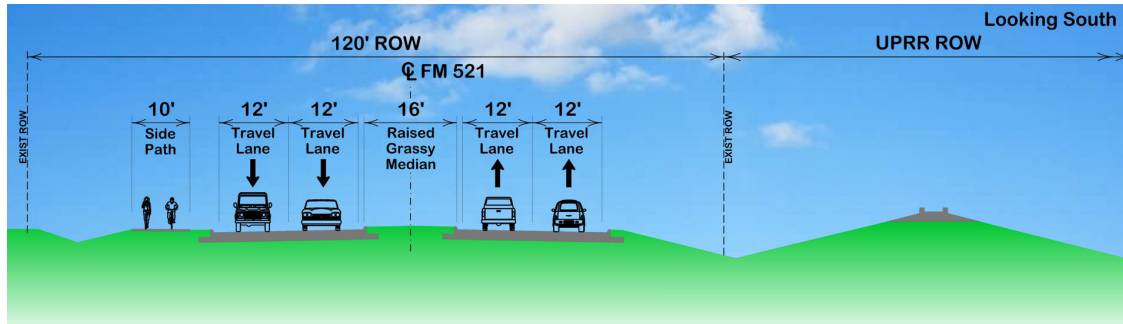 Looking South
120' ROW
UPRR ROW
℄ FM 521
10'
12'
12'
16'
12'
12'
Side
Path
Travel
Lane
Travel
Lane
Raised
Grassy
Median
Travel
Lane
Travel
Lane
EXIST ROW
EXIST ROW